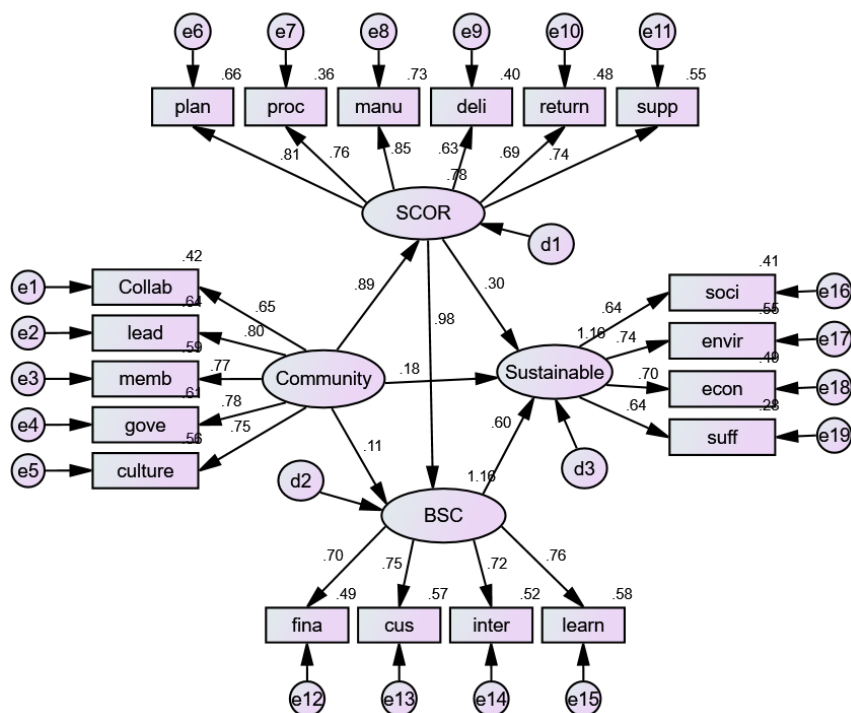 e6 e7 e8 e9 e10 e11
.66 .36 .73 .40 .48 .55
plan proc manu deli return supp
.81 .76 .85 .63 .69 .74
.78
SCOR
d1
.42 .41
e1 Collab .89 .30 soci e16
.64 .65 .64 .55
e2 lead .80 .98 1.16 .74 envir e17
.59 .49
e3 memb .77 Community .18 Sustainable .70 econ e18
.61 .28
e4 gove .78 .64 suff e19
.56 .75 .60
e5 culture .11 d3
d2 1.16
BSC
.70 .75 .72 .76
.49 .57 .52 .58
fina cus inter learn
e12 e13 e14 e15